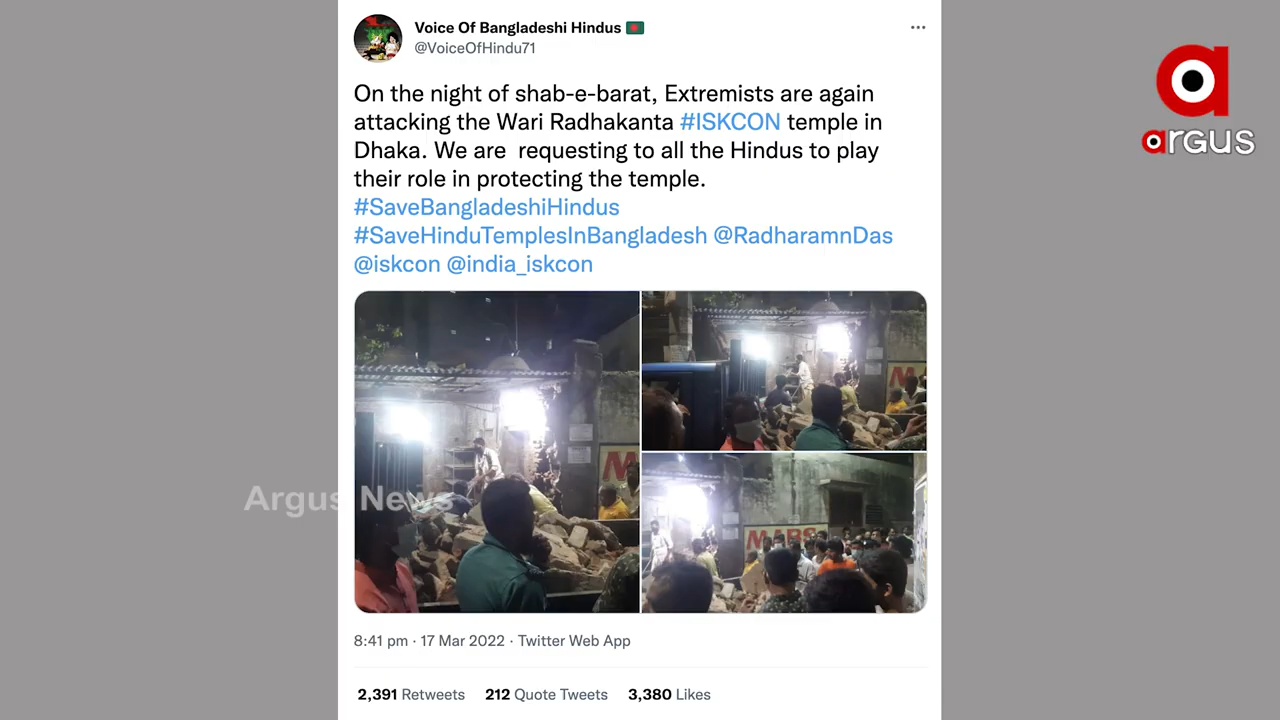 Voice Of Bangladeshi Hindus
@VoiceOfHindu71
argus
On the night of shab-e-barat, Extremists are again
attacking the Wari Radhakanta #ISKCON temple in
Dhaka. We are requesting to all the Hindus to play
their role in protecting the temple.
#SaveBangladeshiHindus
#SaveHinduTemplesInBangladesh @RadharamnDas
@iskcon @india_iskcon
Argus News
MARS
8:41 pm · 17 Mar 2022 · Twitter Web App
2,391 Retweets 212 Quote Tweets 3,380 Likes